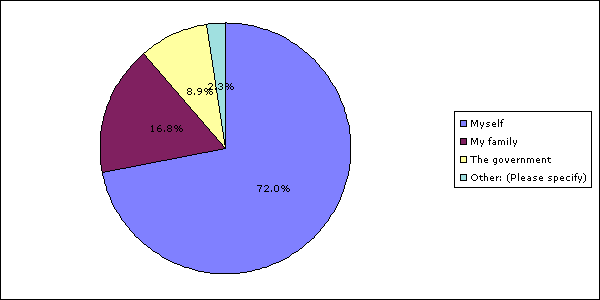 2.3%
8.9%
16.8%
72.0%
Myself
My family
The government
Other: (Please specify)